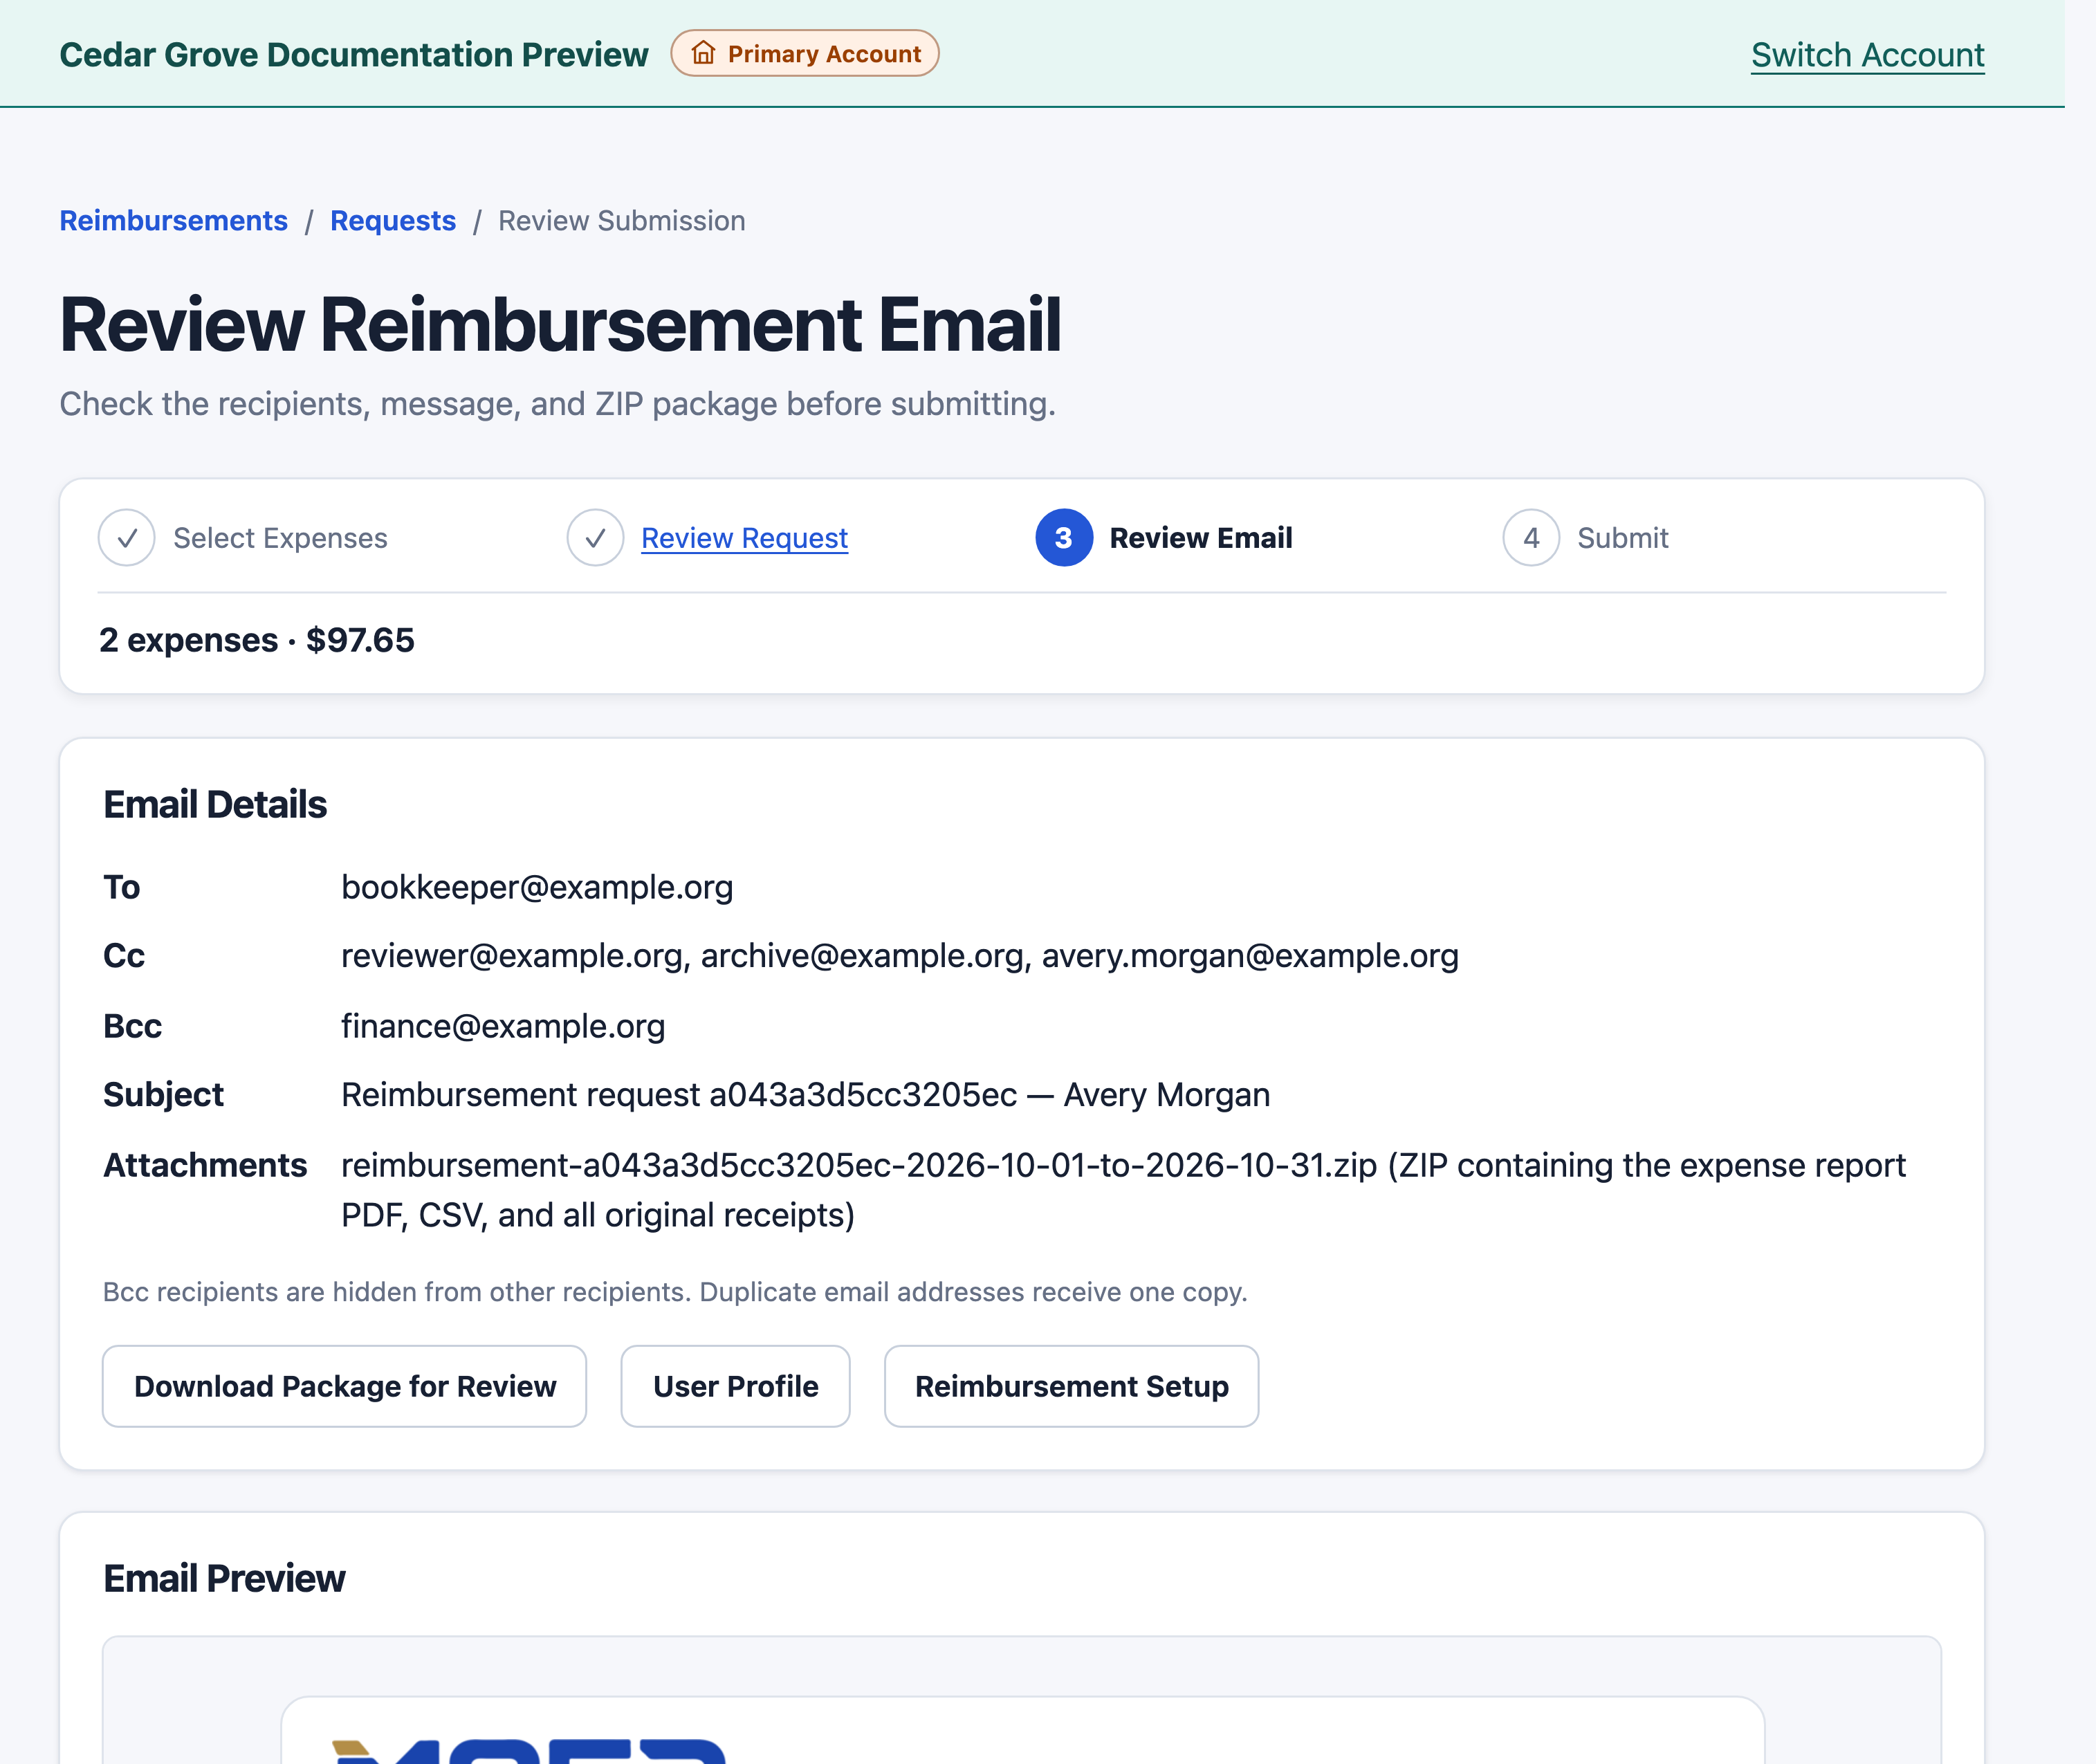 Cedar Grove Documentation Preview
Primary Account
Switch Account
Reimbursements / Requests / Review Submission
Review Reimbursement Email
Check the recipients, message, and ZIP package before submitting.
Select Expenses
Review Request
3 Review Email
4 Submit
2 expenses · $97.65
Email Details
To bookkeeper@example.org
Cc reviewer@example.org, archive@example.org, avery.morgan@example.org
Bcc finance@example.org
Subject Reimbursement request a043a3d5cc3205ec — Avery Morgan
Attachments reimbursement-a043a3d5cc3205ec-2026-10-01-to-2026-10-31.zip (ZIP containing the expense report
PDF, CSV, and all original receipts)
Bcc recipients are hidden from other recipients. Duplicate email addresses receive one copy.
Download Package for Review
User Profile
Reimbursement Setup
Email Preview